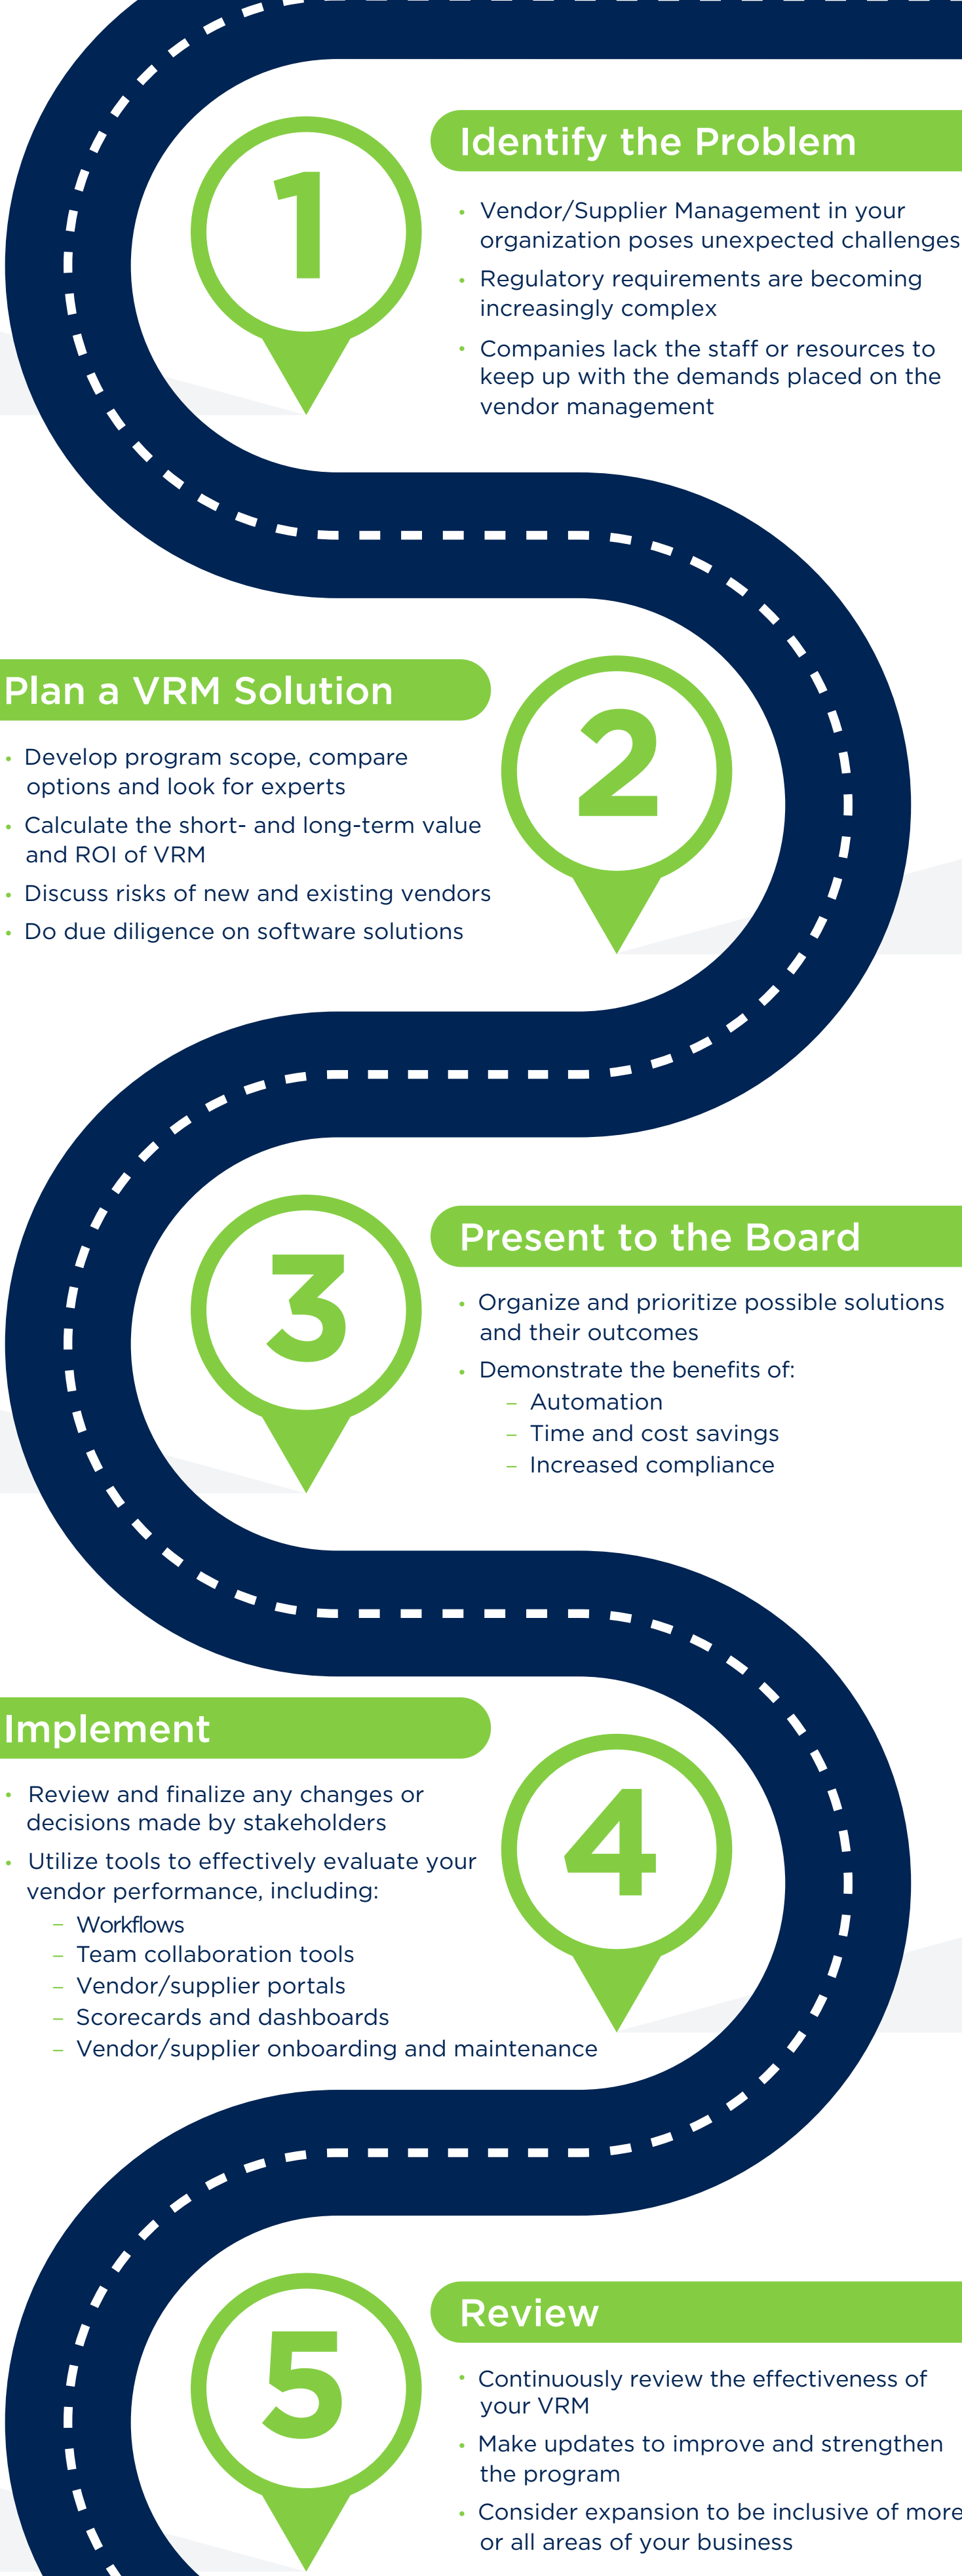 1
Identify the Problem
• Vendor/Supplier Management in your
organization poses unexpected challenges
• Regulatory requirements are becoming
increasingly complex
• Companies lack the staff or resources to
keep up with the demands placed on the
vendor management
Plan a VRM Solution
2
• Develop program scope, compare
options and look for experts
• Calculate the short- and long-term value
and ROI of VRM
• Discuss risks of new and existing vendors
• Do due diligence on software solutions
3
Present to the Board
• Organize and prioritize possible solutions
and their outcomes
• Demonstrate the benefits of:
– Automation
– Time and cost savings
– Increased compliance
Implement
4
• Review and finalize any changes or
decisions made by stakeholders
• Utilize tools to effectively evaluate your
vendor performance, including:
– Workflows
– Team collaboration tools
– Vendor/supplier portals
– Scorecards and dashboards
– Vendor/supplier onboarding and maintenance
5
Review
• Continuously review the effectiveness of
your VRM
• Make updates to improve and strengthen
the program
• Consider expansion to be inclusive of more
or all areas of your business